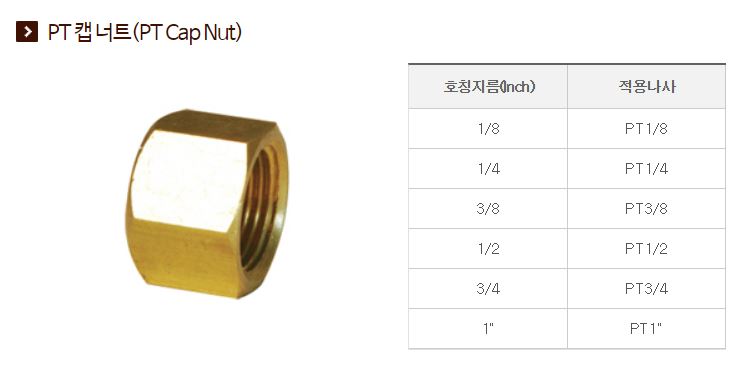 PT 캡 너트(PT Cap Nut)
호칭지름(Inch) 적용나사
1/8 PT1/8
1/4 PT1/4
3/8 PT3/8
1/2 PT1/2
3/4 PT3/4
1" PT1"